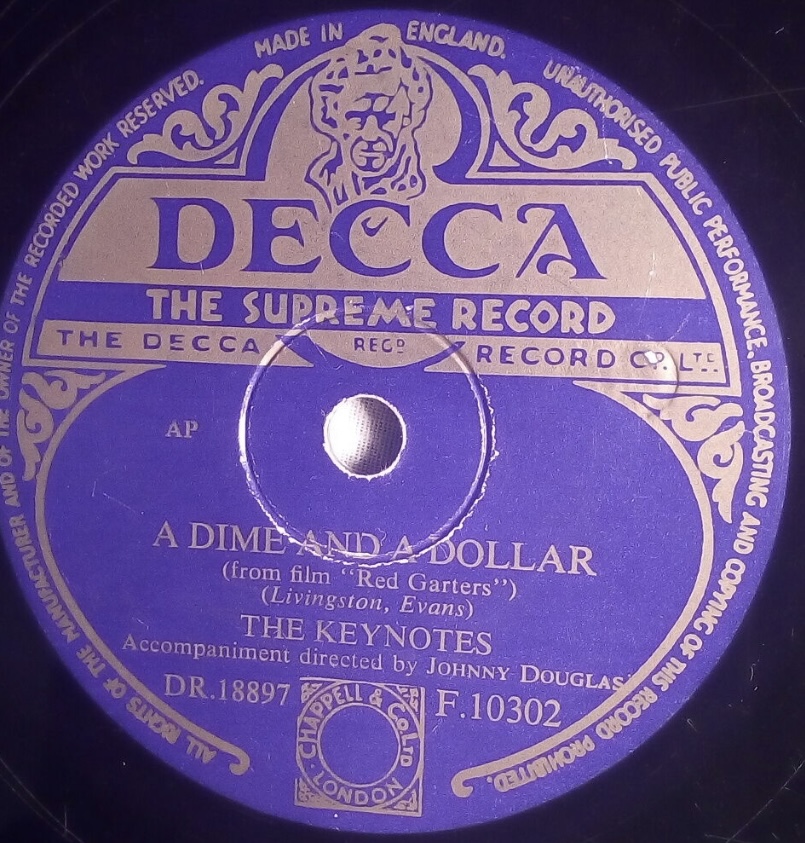 MADE IN ENGLAND.
DECCA
THE SUPREME RECORD
THE DECCA REGD RECORD CO. LTD.
AP
A DIME AND A DOLLAR
(from film "Red Garters")
(Livingston, Evans)
THE KEYNOTES
Accompaniment directed by JOHNNY DOUGLAS
DR.18897
CHAPPELL & CO. LTD
LONDON
F.10302
ALL RIGHTS OF THE MANUFACTURER AND OF THE OWNER OF THE RECORDED WORK RESERVED.
UNAUTHORISED PUBLIC PERFORMANCE, BROADCASTING AND COPYING OF THIS RECORD PROHIBITED.